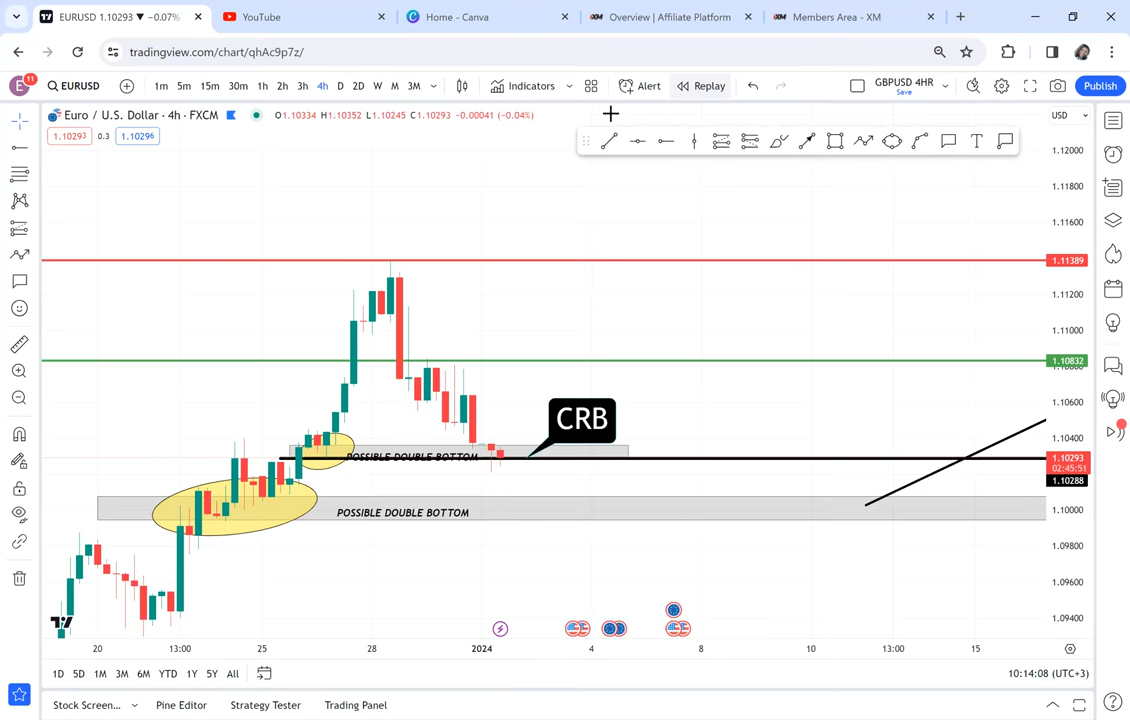 EURUSD 1.10293 ▼ −0.07%
YouTube
Home - Canva
XM Overview | Affiliate Platform
XM Members Area - XM
tradingview.com/chart/qhAc9p7z/
E 11 EURUSD 1m 5m 15m 30m 1h 2h 3h 4h D 2D W M 3M Indicators Alert Replay GBPUSD 4HR Save Publish
Euro / U.S. Dollar · 4h · FXCM O1.10334 H1.10352 L1.10245 C1.10293 −0.00041 (−0.04%)
USD
1.10293 0.3 1.10296
T
1.12000
1.11800
1.11600
1.11389
1.11200
1.11000
1.10832
1.10600
CRB
1.10400
POSSIBLE DOUBLE BOTTOM
1.10293
02:45:51
1.10288
POSSIBLE DOUBLE BOTTOM
1.10000
1.09800
1.09600
1.09400
20 13:00 25 28 2024 4 8 10 13:00 15
1D 5D 1M 3M 6M YTD 1Y 5Y All 10:14:08 (UTC+3)
Stock Screen... Pine Editor Strategy Tester Trading Panel